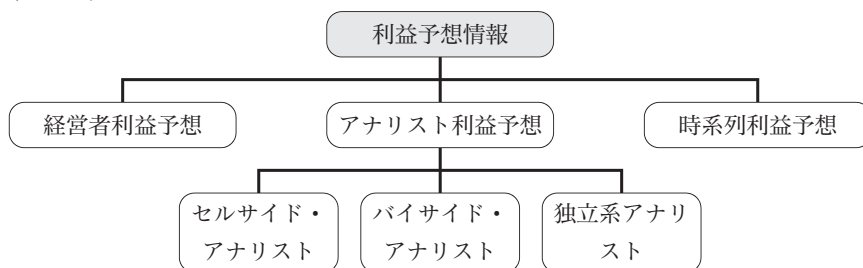 利益予想情報
経営者利益予想
アナリスト利益予想
時系列利益予想
セルサイド・
アナリスト
バイサイド・
アナリスト
独立系アナリ
スト